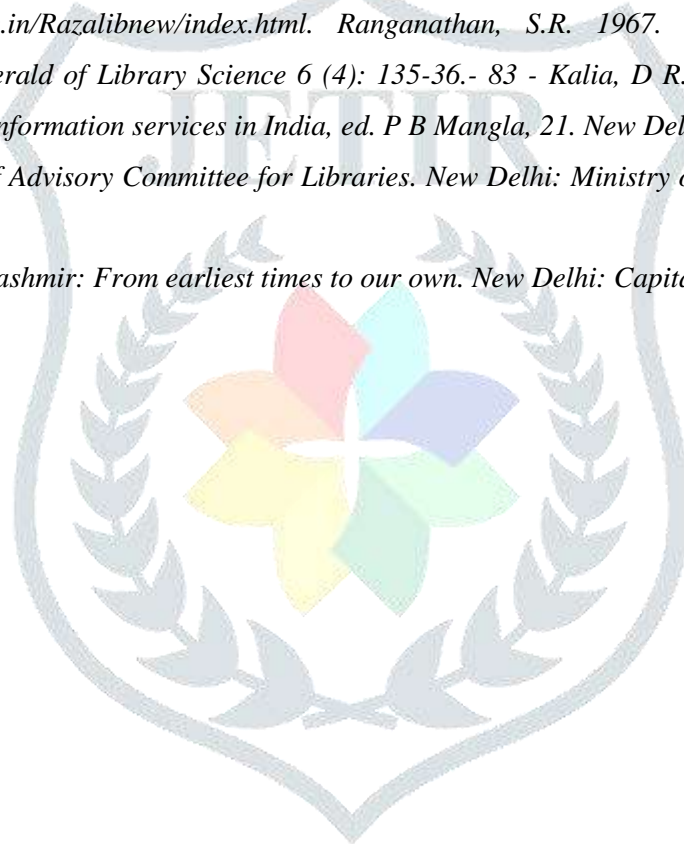 .in/Razalibnew/index.html. Ranganathan, S.R. 1967.
erald of Library Science 6 (4): 135-36.- 83 - Kalia, D R.
nformation services in India, ed. P B Mangla, 21. New Del
f Advisory Committee for Libraries. New Delhi: Ministry o
ashmir: From earliest times to our own. New Delhi: Capita
JETIR